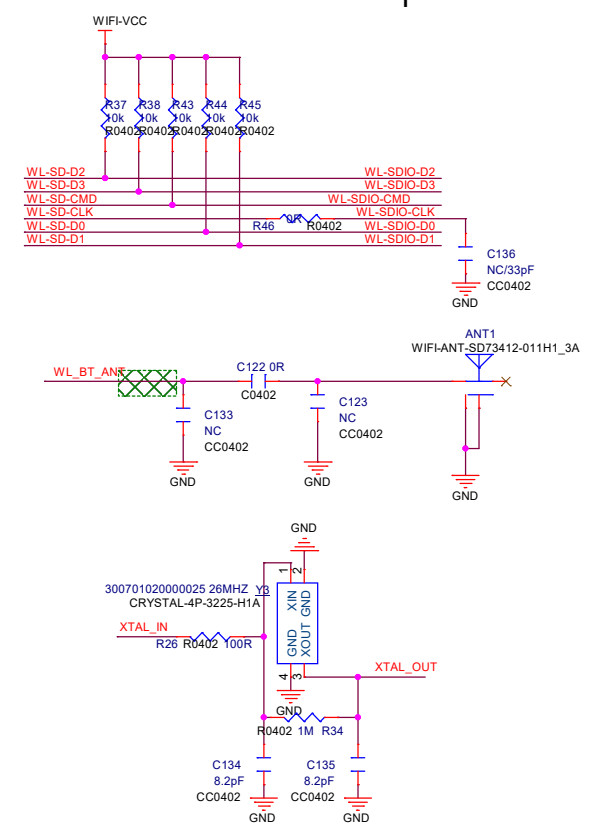 WIFI-VCC
R37 R38 R43 R44 R45
10k 10k 10k 10k 10k
R0402 R0402 R0402 R0402 R0402
WL-SD-D2 WL-SDIO-D2
WL-SD-D3 WL-SDIO-D3
WL-SD-CMD WL-SDIO-CMD
WL-SD-CLK WL-SDIO-CLK
R46 0R R0402
WL-SD-D0 WL-SDIO-D0
WL-SD-D1 WL-SDIO-D1
C136
NC/33pF
CC0402
GND
ANT1
WIFI-ANT-SD73412-011H1_3A
WL_BT_ANT
C122 0R
C0402
C133
NC
CC0402
GND
C123
NC
CC0402
GND
GND
GND
1 2
300701020000025 26MHZ Y3
CRYSTAL-4P-3225-H1A
XIN GND
GND XOUT
4 3
XTAL_IN
R26 R0402 100R
XTAL_OUT
GND
R0402 1M R34
C134
8.2pF
CC0402
GND
C135
8.2pF
CC0402
GND